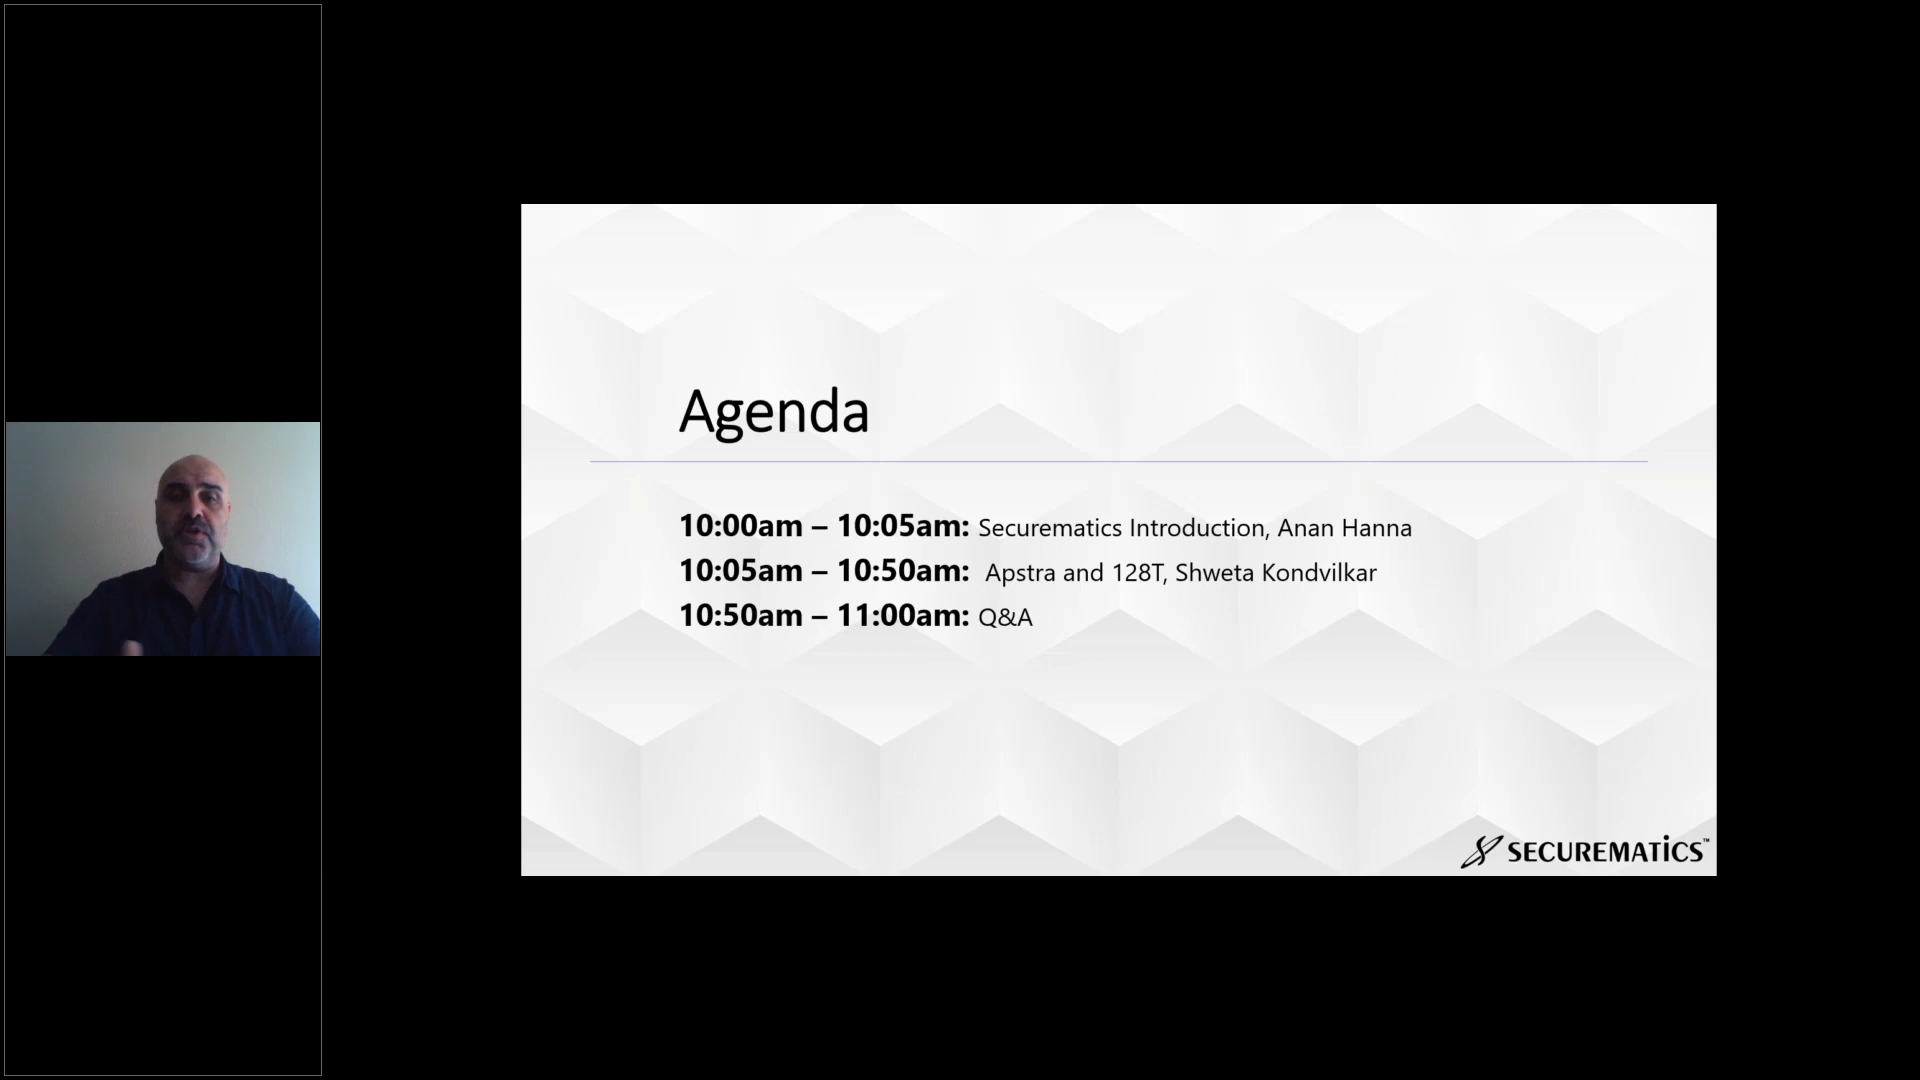 Agenda
10:00am – 10:05am: Securematics Introduction, Anan Hanna
10:05am – 10:50am: Apstra and 128T, Shweta Kondvilkar
10:50am – 11:00am: Q&A
SECUREMATICS™